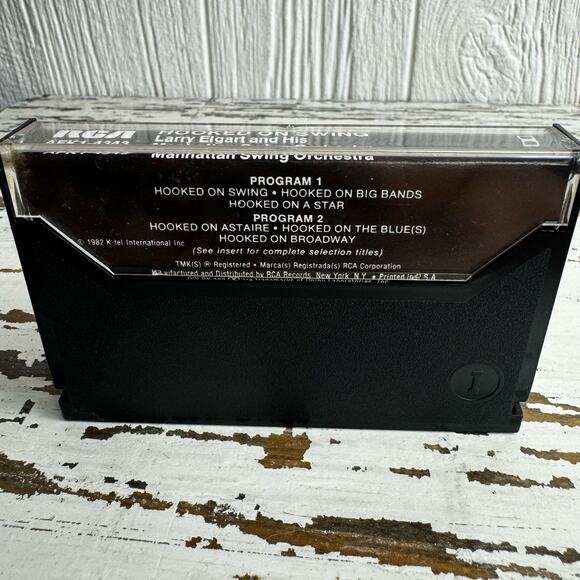 RCA
HOOKED ON SWING
Larry Elgart and His
Manhattan Swing Orchestra
PROGRAM 1
HOOKED ON SWING • HOOKED ON BIG BANDS
HOOKED ON A STAR
PROGRAM 2
HOOKED ON ASTAIRE • HOOKED ON THE BLUE(S)
HOOKED ON BROADWAY
℗ 1982 K-tel International Inc.
(See insert for complete selection titles)
TMK(S) ® Registered • Marca(s) Registrada(s) RCA Corporation
Manufactured and Distributed by RCA Records, New York, N.Y. • Printed in U.S.A.